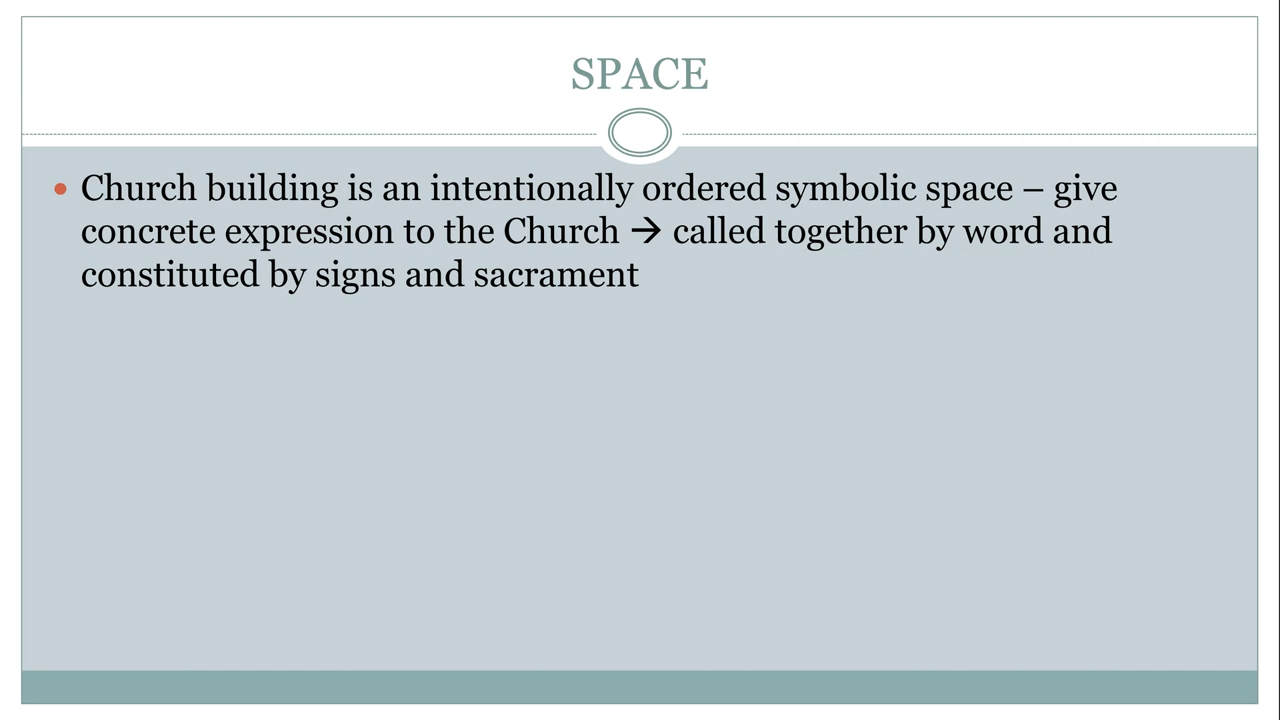 SPACE
• Church building is an intentionally ordered symbolic space – give
concrete expression to the Church → called together by word and
constituted by signs and sacrament